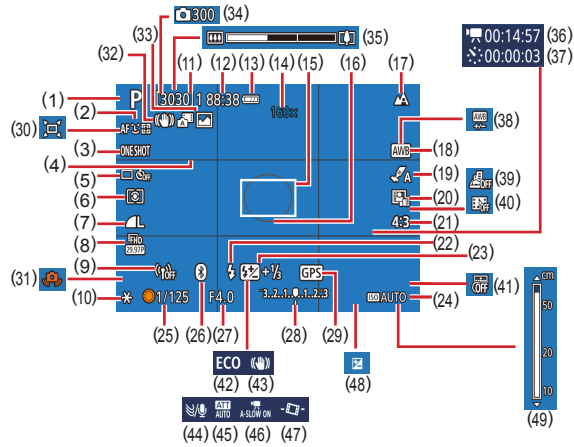 300 (34)
(33)
(32)
(35)
(11) (12) (13) (14) (15) (16) (17)
00:14:57 (36)
00:00:03 (37)
(1) P 3030 1 88:38
160x
(2)
(30) AF
AWB (38)
(3) ONE SHOT
AWB (18)
(4)
(19)
(5) OFF
(20) OFF (39)
(6)
OFF (40)
(7) L
4:3 (21)
(8) FHD
29.97P
(22)
(23)
(9) OFF
+1/3 GPS
(31)
OFF (41)
(10) 1/125 F4.0 -3..2..1..0..1..2..:3 ISO AUTO (24)
cm
50
20
10
(25) (26) (27) (28) (29)
ECO
(42) (43)
(48)
(49)
ATT
AUTO
A-SLOW ON
(44) (45) (46) (47)